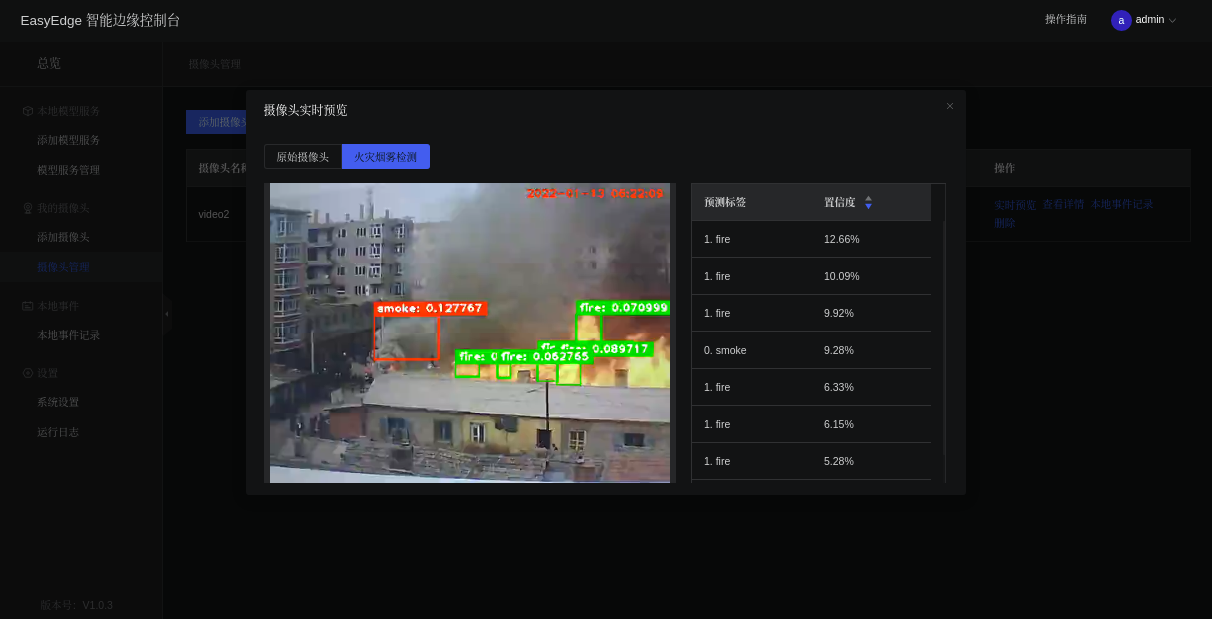 EasyEdge 智能边缘控制台
操作指南
a admin
总览
摄像头管理
本地模型服务
添加模型服务
模型服务管理
我的摄像头
添加摄像头
摄像头管理
本地事件
本地事件记录
设置
系统设置
运行日志
版本号: V1.0.3
添加摄像头
摄像头名称
操作
video2
实时预览 查看详情 本地事件记录
删除
摄像头实时预览
原始摄像头 火灾烟雾检测
smoke: 0.127767
fire: 0.070999
0.089717
fire: 0
fire: 0.062765
预测标签 置信度
1. fire 12.66%
1. fire 10.09%
1. fire 9.92%
0. smoke 9.28%
1. fire 6.33%
1. fire 6.15%
1. fire 5.28%